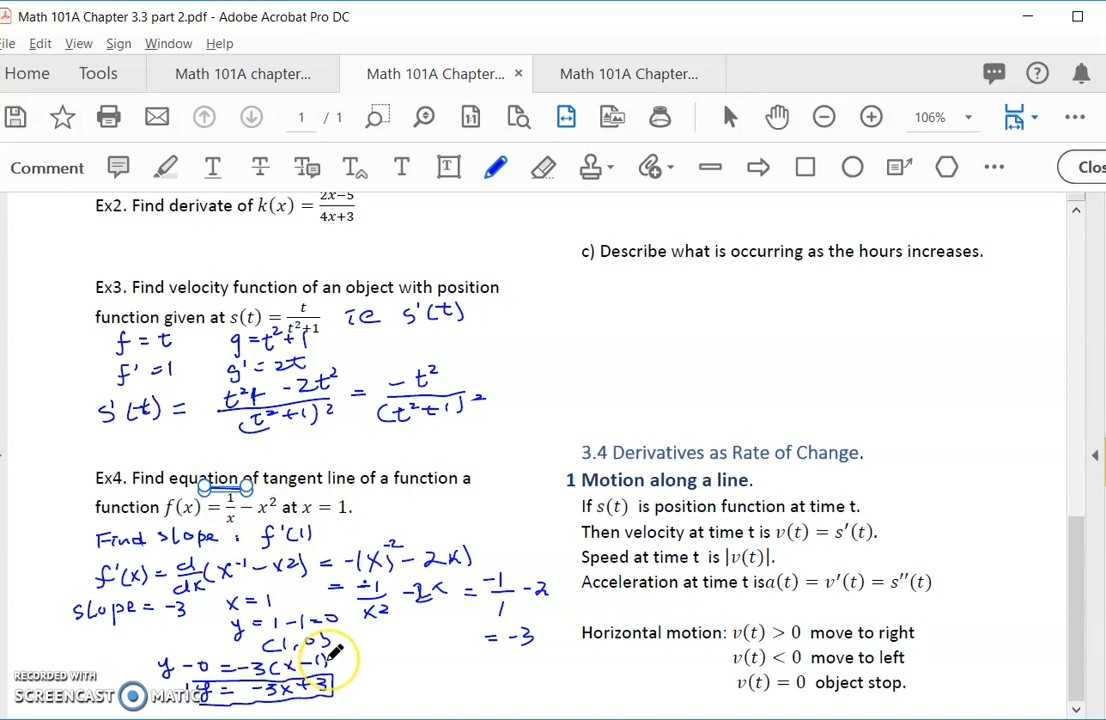 Math 101A Chapter 3.3 part 2.pdf - Adobe Acrobat Pro DC
File Edit View Sign Window Help
Home Tools Math 101A chapter... Math 101A Chapter... × Math 101A Chapter...
1 / 1 106%
Comment Clos
Ex2. Find derivate of k(x) = (2x−5)/(4x+3)
Ex3. Find velocity function of an object with position
function given at s(t) = t/(t²+1) ie s'(t)
f = t g = t² + 1
f' = 1 g' = 2t
s'(t) = (t²+ − 2t²)/(t²+1)² = −t²/(t²+1)²
Ex4. Find equation of tangent line of a function a
function f(x) = 1/x − x² at x = 1.
Find slope : f'(1)
f'(x) = d/dx (x⁻¹ − x2) = −(x)⁻² − 2x)
slope = −3 x = 1 = −1/x² − 2x = −1/1 − 2
y = 1 − 1 = 0 = −3
(1, 0)
y − 0 = −3(x − 1)
y = −3x + 3
c) Describe what is occurring as the hours increases.
3.4 Derivatives as Rate of Change.
1 Motion along a line.
If s(t) is position function at time t.
Then velocity at time t is v(t) = s′(t).
Speed at time t is |v(t)|.
Acceleration at time t is a(t) = v′(t) = s′′(t)
Horizontal motion: v(t) > 0 move to right
v(t) < 0 move to left
v(t) = 0 object stop.
RECORDED WITH
SCREENCAST MATIC